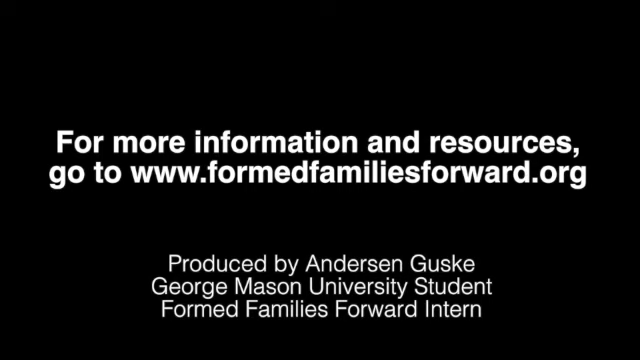 For more information and resources,
go to www.formedfamiliesforward.org
Produced by Andersen Guske
George Mason University Student
Formed Families Forward Intern